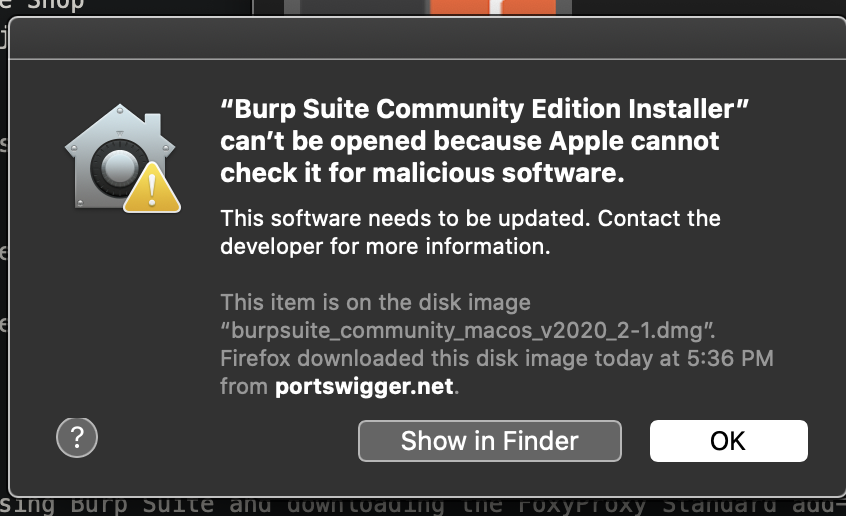 Shop
“Burp Suite Community Edition Installer”
can’t be opened because Apple cannot
check it for malicious software.
This software needs to be updated. Contact the
developer for more information.
This item is on the disk image
“burpsuite_community_macos_v2020_2-1.dmg”.
Firefox downloaded this disk image today at 5:36 PM
from portswigger.net.
?
Show in Finder
OK
sing Burp Suite and downloading the FoxyProxy Standard add-